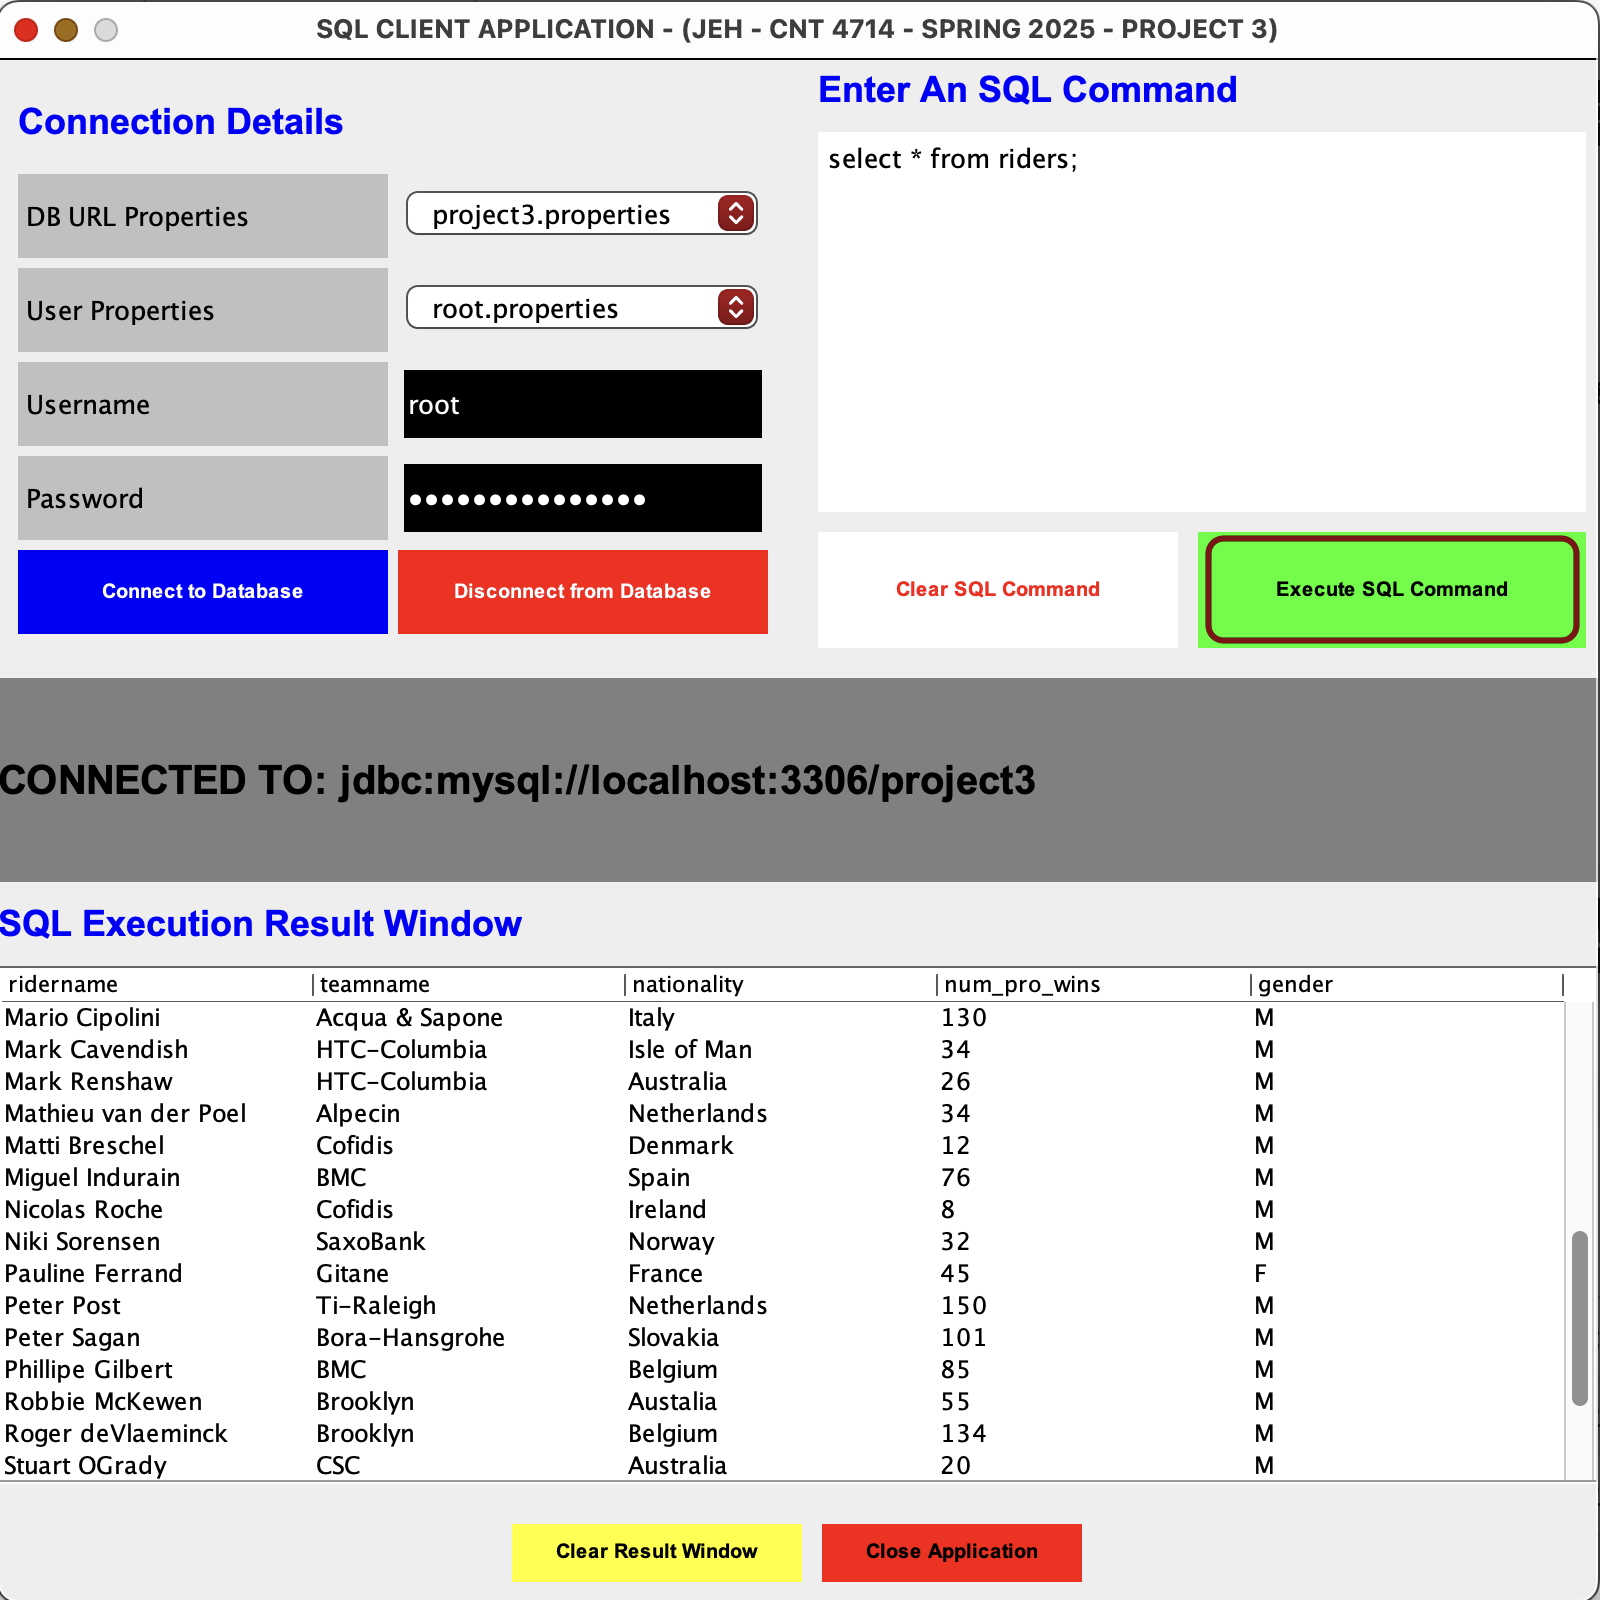 SQL CLIENT APPLICATION - (JEH - CNT 4714 - SPRING 2025 - PROJECT 3)
Connection Details
DB URL Properties project3.properties
User Properties root.properties
Username root
Password ●●●●●●●●●●●●●●●
Connect to Database Disconnect from Database
Enter An SQL Command
select * from riders;
Clear SQL Command Execute SQL Command
CONNECTED TO: jdbc:mysql://localhost:3306/project3
SQL Execution Result Window
ridername teamname nationality num_pro_wins gender
Mario Cipolini Acqua & Sapone Italy 130 M
Mark Cavendish HTC-Columbia Isle of Man 34 M
Mark Renshaw HTC-Columbia Australia 26 M
Mathieu van der Poel Alpecin Netherlands 34 M
Matti Breschel Cofidis Denmark 12 M
Miguel Indurain BMC Spain 76 M
Nicolas Roche Cofidis Ireland 8 M
Niki Sorensen SaxoBank Norway 32 M
Pauline Ferrand Gitane France 45 F
Peter Post Ti-Raleigh Netherlands 150 M
Peter Sagan Bora-Hansgrohe Slovakia 101 M
Phillipe Gilbert BMC Belgium 85 M
Robbie McKewen Brooklyn Austalia 55 M
Roger deVlaeminck Brooklyn Belgium 134 M
Stuart OGrady CSC Australia 20 M
Clear Result Window Close Application